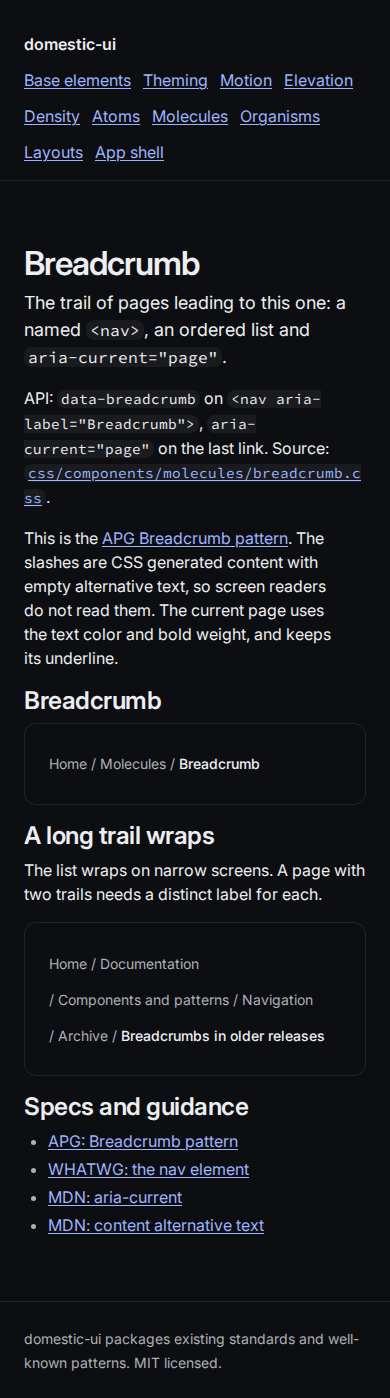 domestic-ui
Base elements Theming Motion Elevation
Density Atoms Molecules Organisms
Layouts App shell
Breadcrumb
The trail of pages leading to this one: a
named <nav>, an ordered list and
aria-current="page".
API: data-breadcrumb on <nav aria-
label="Breadcrumb">, aria-
current="page" on the last link. Source:
css/components/molecules/breadcrumb.c
ss.
This is the APG Breadcrumb pattern. The
slashes are CSS generated content with
empty alternative text, so screen readers
do not read them. The current page uses
the text color and bold weight, and keeps
its underline.
Breadcrumb
Home / Molecules / Breadcrumb
A long trail wraps
The list wraps on narrow screens. A page with
two trails needs a distinct label for each.
Home / Documentation
/ Components and patterns / Navigation
/ Archive / Breadcrumbs in older releases
Specs and guidance
APG: Breadcrumb pattern
WHATWG: the nav element
MDN: aria-current
MDN: content alternative text
domestic-ui packages existing standards and well-
known patterns. MIT licensed.